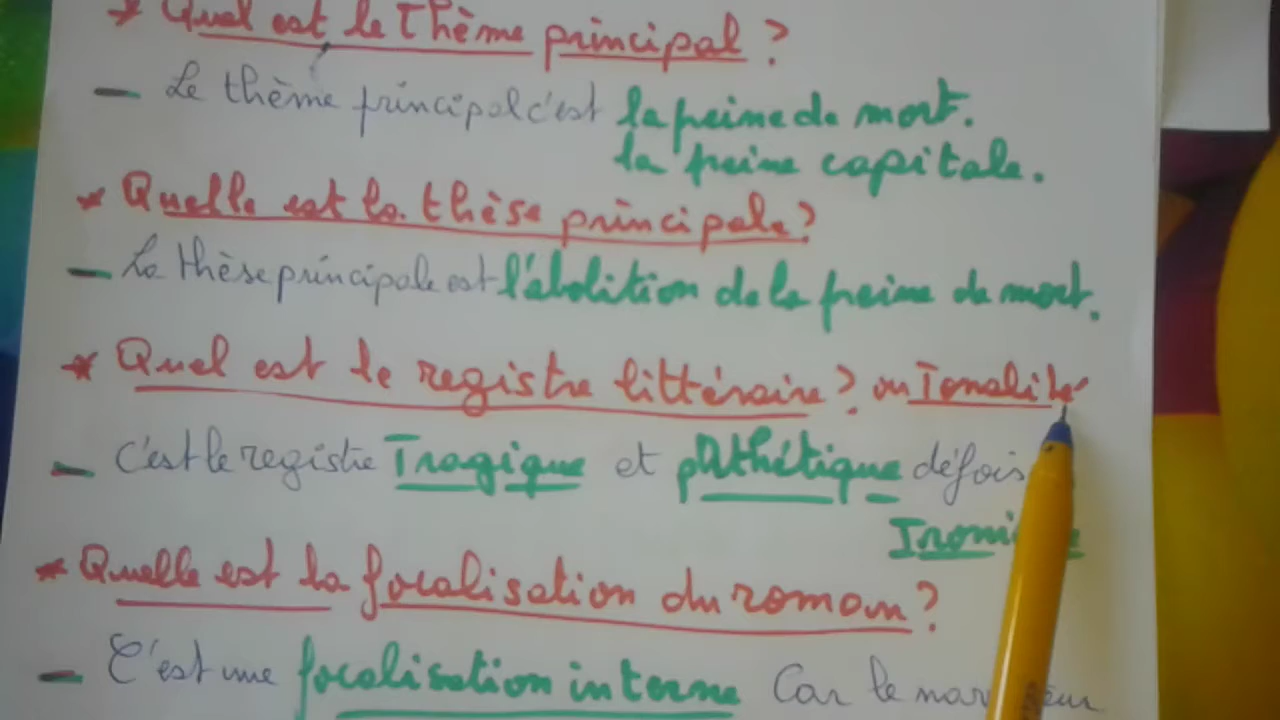 * Quel est le Thème principal ?
- Le thème principal c'est la peine de mort.
la peine capitale.
* Quelle est la thèse principale ?
- La thèse principale est l'abolition de la peine de mort.
* Quel est le registre littéraire ? ou Tonalité
- C'est le registre Tragique et pAthétique défois
* Quelle est la focalisation du roman ?
- C'est une focalisation interne Car le